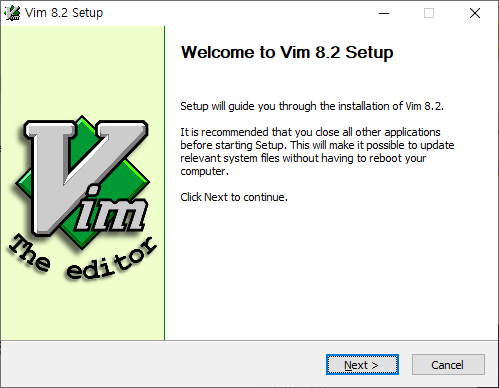 Vim 8.2 Setup
Welcome to Vim 8.2 Setup
Setup will guide you through the installation of Vim 8.2.
It is recommended that you close all other applications
before starting Setup. This will make it possible to update
relevant system files without having to reboot your
computer.
Click Next to continue.
Vim
The editor
Next >
Cancel